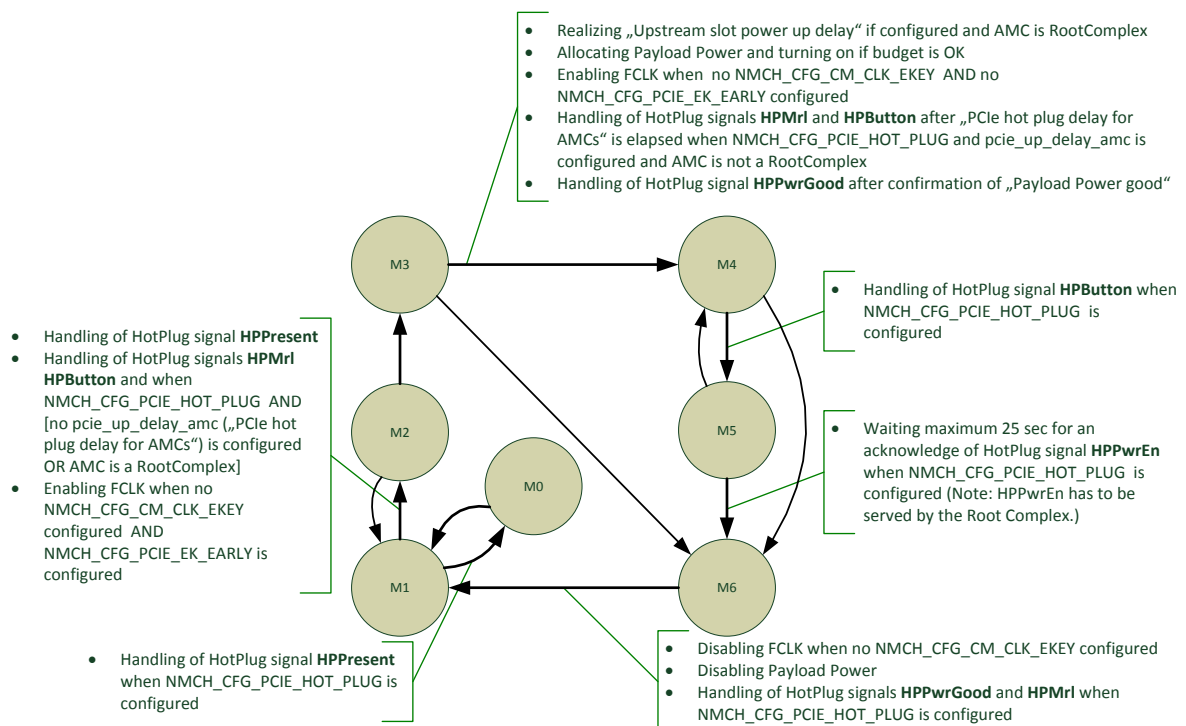 • Realizing „Upstream slot power up delay“ if configured and AMC is RootComplex
• Allocating Payload Power and turning on if budget is OK
• Enabling FCLK when no NMCH_CFG_CM_CLK_EKEY AND no
NMCH_CFG_PCIE_EK_EARLY configured
• Handling of HotPlug signals HPMrl and HPButton after „PCIe hot plug delay for
AMCs“ is elapsed when NMCH_CFG_PCIE_HOT_PLUG and pcie_up_delay_amc is
configured and AMC is not a RootComplex
• Handling of HotPlug signal HPPwrGood after confirmation of „Payload Power good“
M3
M4
• Handling of HotPlug signal HPButton when
NMCH_CFG_PCIE_HOT_PLUG is
configured
• Handling of HotPlug signal HPPresent
• Handling of HotPlug signals HPMrl
HPButton and when
NMCH_CFG_PCIE_HOT_PLUG AND
[no pcie_up_delay_amc („PCIe hot
plug delay for AMCs“) is configured
OR AMC is a RootComplex]
• Enabling FCLK when no
NMCH_CFG_CM_CLK_EKEY
configured AND
NMCH_CFG_PCIE_EK_EARLY is
configured
M2
M5
M0
• Waiting maximum 25 sec for an
acknowledge of HotPlug signal HPPwrEn
when NMCH_CFG_PCIE_HOT_PLUG is
configured (Note: HPPwrEn has to be
served by the Root Complex.)
M1
M6
• Handling of HotPlug signal HPPresent
when NMCH_CFG_PCIE_HOT_PLUG is
configured
• Disabling FCLK when no NMCH_CFG_CM_CLK_EKEY configured
• Disabling Payload Power
• Handling of HotPlug signals HPPwrGood and HPMrl when
NMCH_CFG_PCIE_HOT_PLUG is configured